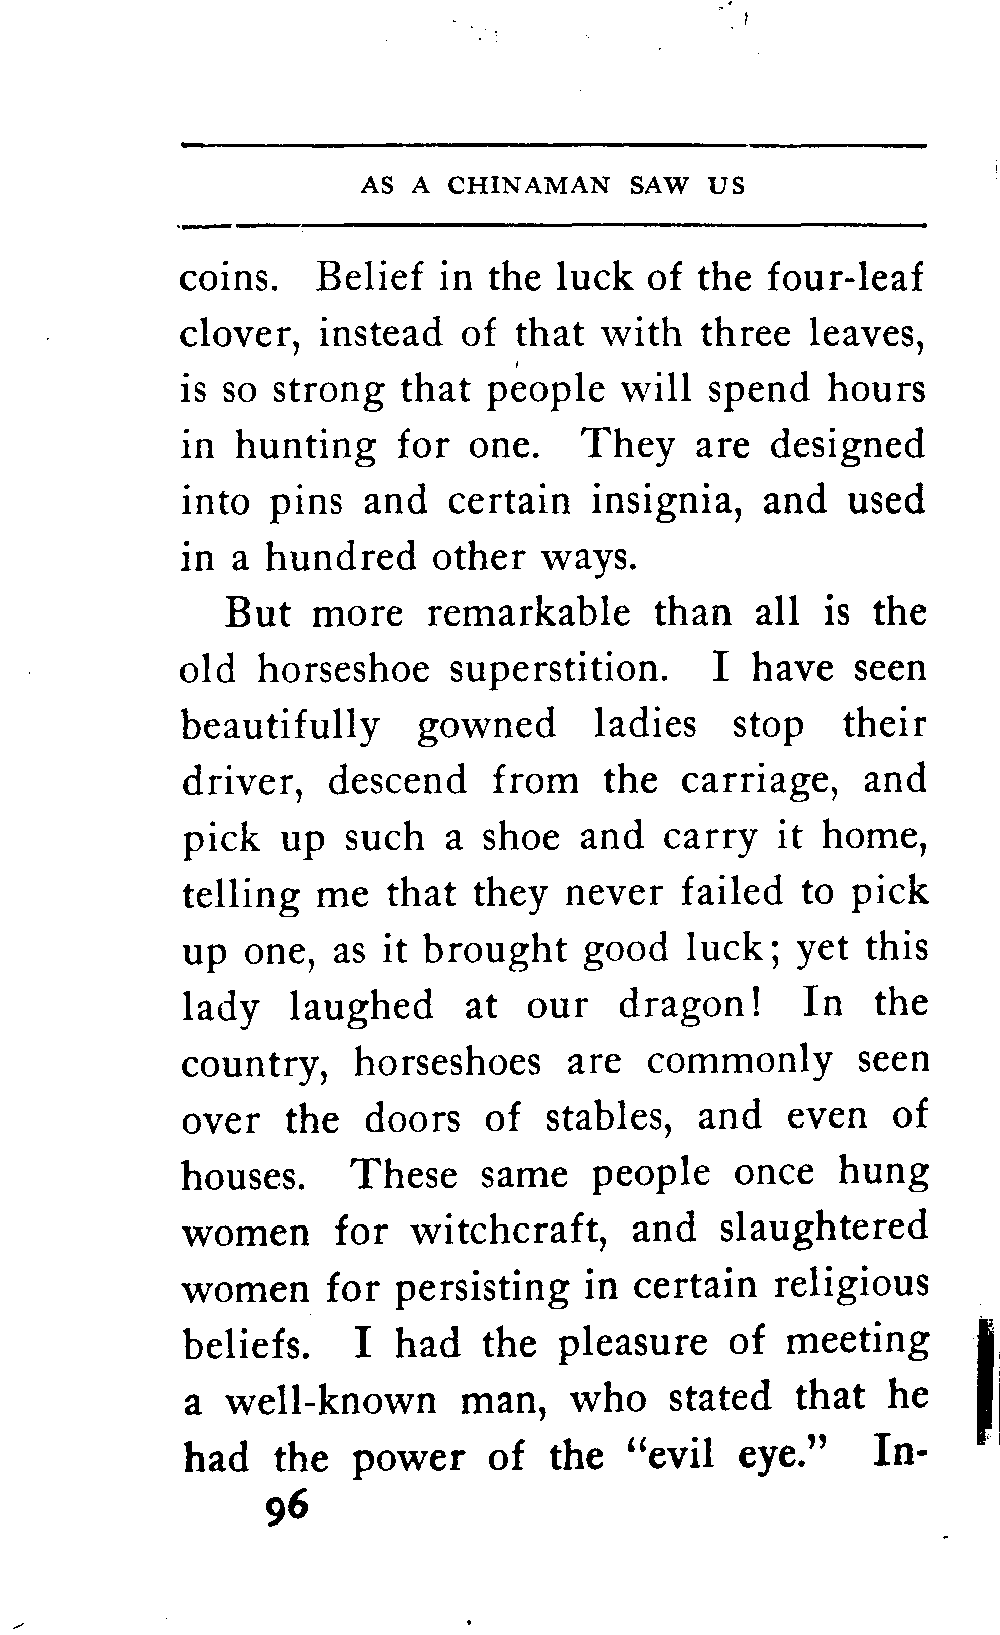 AS A CHINAMAN SAW US
coins. Belief in the luck of the four-leaf
clover, instead of that with three leaves,
is so strong that people will spend hours
in hunting for one. They are designed
into pins and certain insignia, and used
in a hundred other ways.
But more remarkable than all is the
old horseshoe superstition. I have seen
beautifully gowned ladies stop their
driver, descend from the carriage, and
pick up such a shoe and carry it home,
telling me that they never failed to pick
up one, as it brought good luck; yet this
lady laughed at our dragon! In the
country, horseshoes are commonly seen
over the doors of stables, and even of
houses. These same people once hung
women for witchcraft, and slaughtered
women for persisting in certain religious
beliefs. I had the pleasure of meeting
a well-known man, who stated that he
had the power of the “evil eye.” In-
96